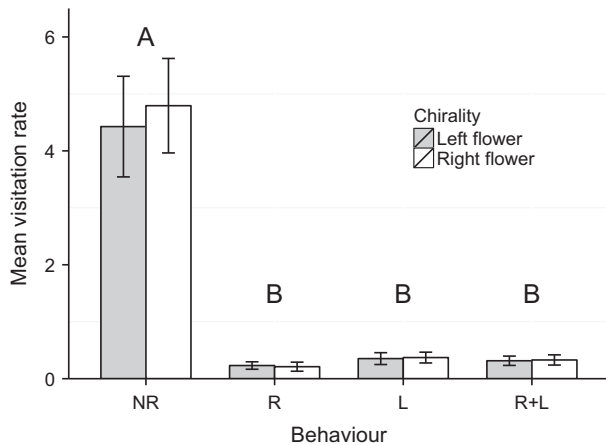 6
4
2
0
Mean visitation rate
A
B
B
B
Chirality
Left flower
Right flower
NR
R
L
R+L
Behaviour